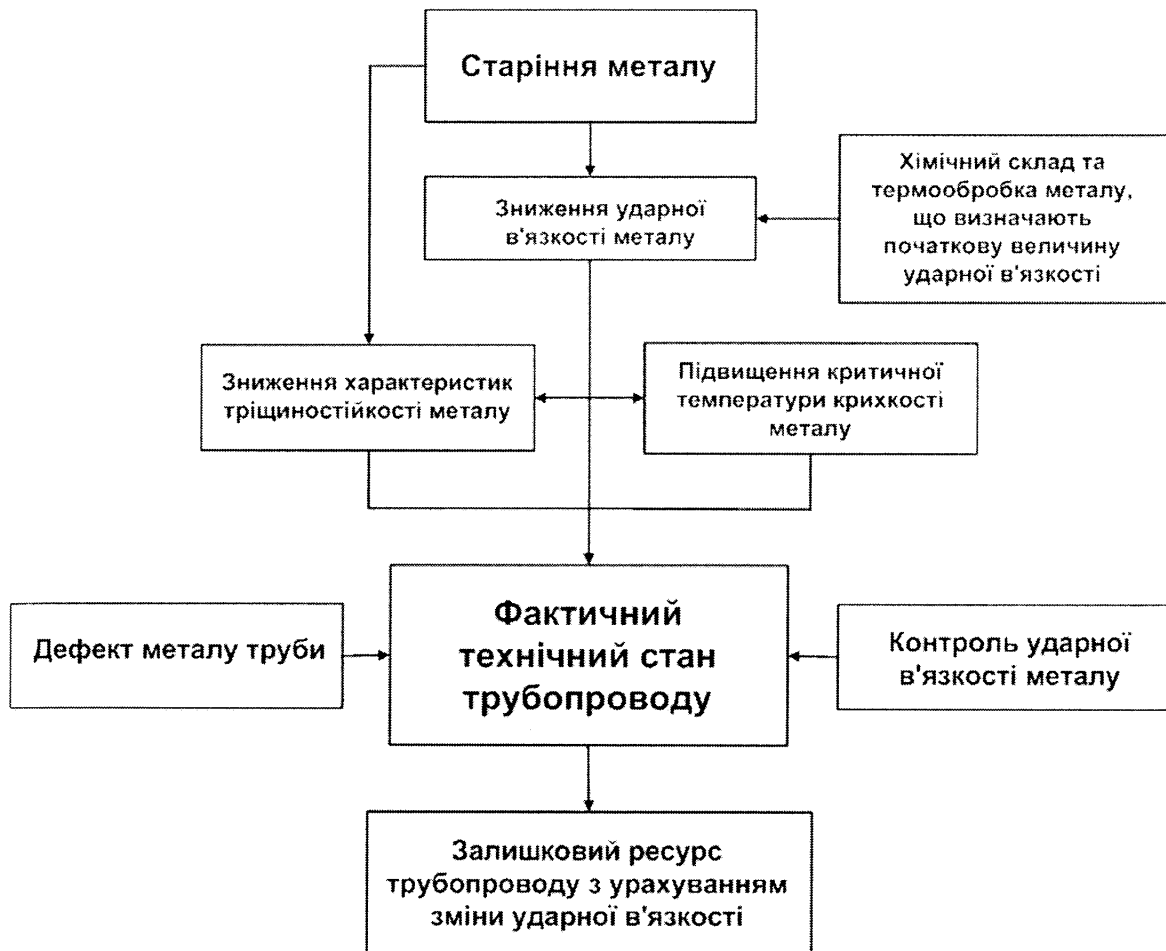 Старіння металу
Зниження ударної
в'язкості металу
Хімічний склад та
термообробка металу,
що визначають
початкову величину
ударної в'язкості
Зниження характеристик
тріщиностійкості металу
Підвищення критичної
температури крихкості
металу
Дефект металу труби
Фактичний
технічний стан
трубопроводу
Контроль ударної
в'язкості металу
Залишковий ресурс
трубопроводу з урахуванням
зміни ударної в'язкості